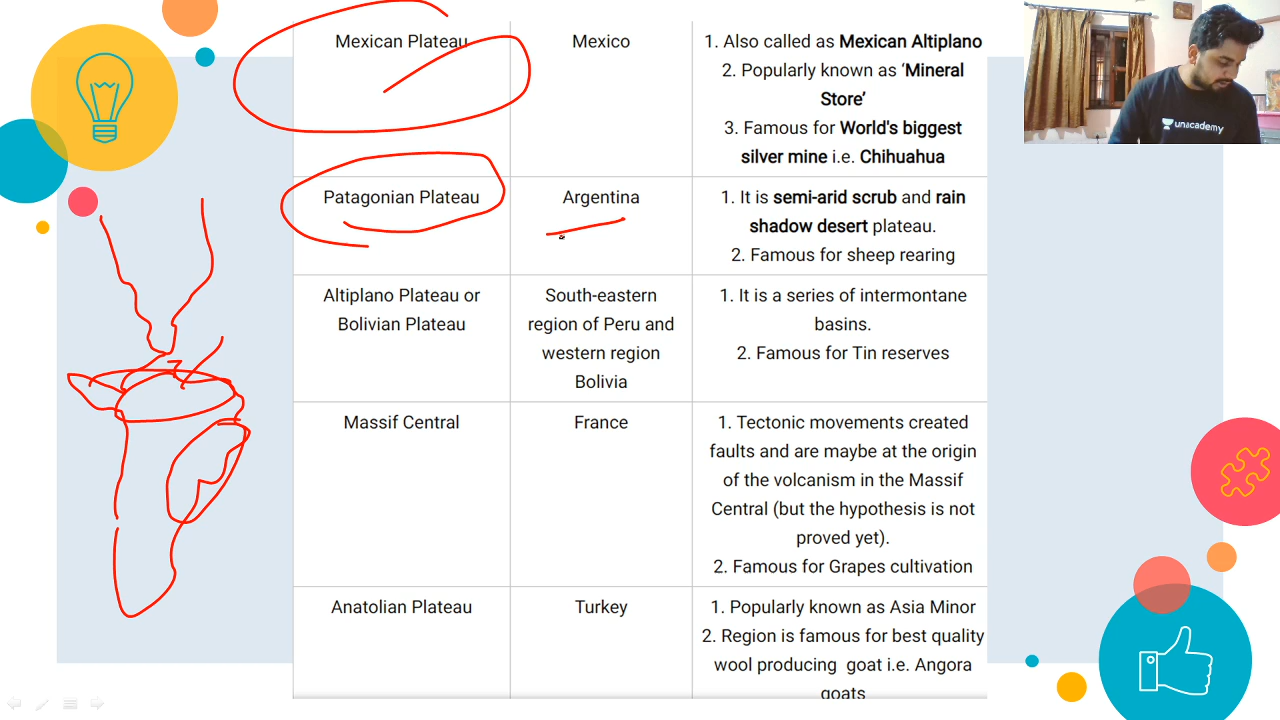 Mexican Plateau
Mexico
1. Also called as Mexican Altiplano
2. Popularly known as ‘Mineral
Store’
3. Famous for World's biggest
silver mine i.e. Chihuahua
Patagonian Plateau
Argentina
1. It is semi-arid scrub and rain
shadow desert plateau.
2. Famous for sheep rearing
Altiplano Plateau or
Bolivian Plateau
South-eastern
region of Peru and
western region
Bolivia
1. It is a series of intermontane
basins.
2. Famous for Tin reserves
Massif Central
France
1. Tectonic movements created
faults and are maybe at the origin
of the volcanism in the Massif
Central (but the hypothesis is not
proved yet).
2. Famous for Grapes cultivation
Anatolian Plateau
Turkey
1. Popularly known as Asia Minor
2. Region is famous for best quality
wool producing goat i.e. Angora
goats
unacademy